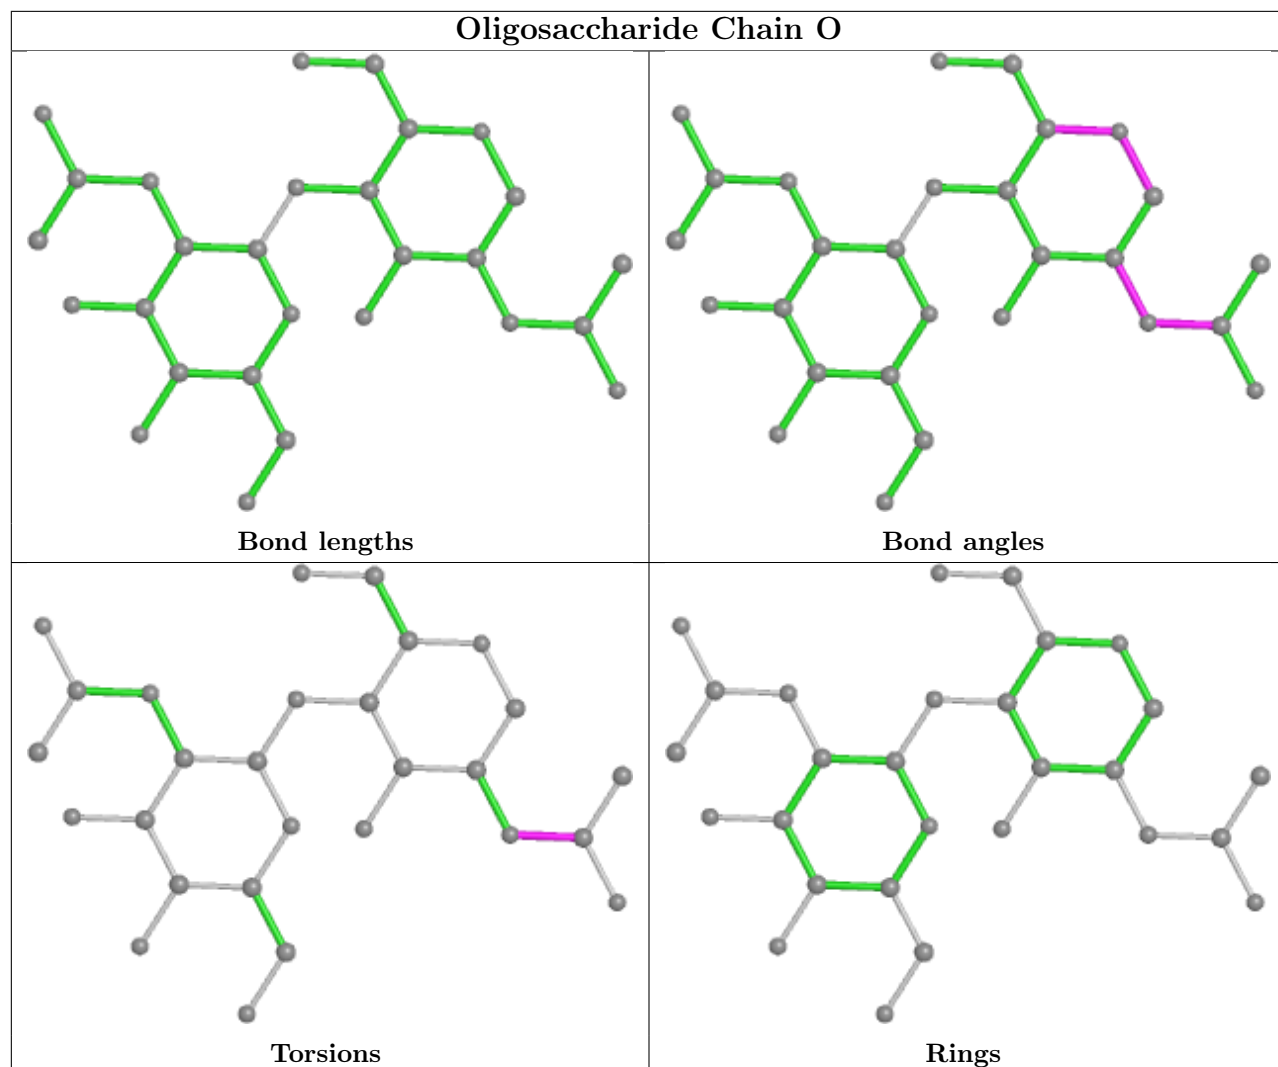 Oligosaccharide Chain O
Bond lengths
Bond angles
Torsions
Rings